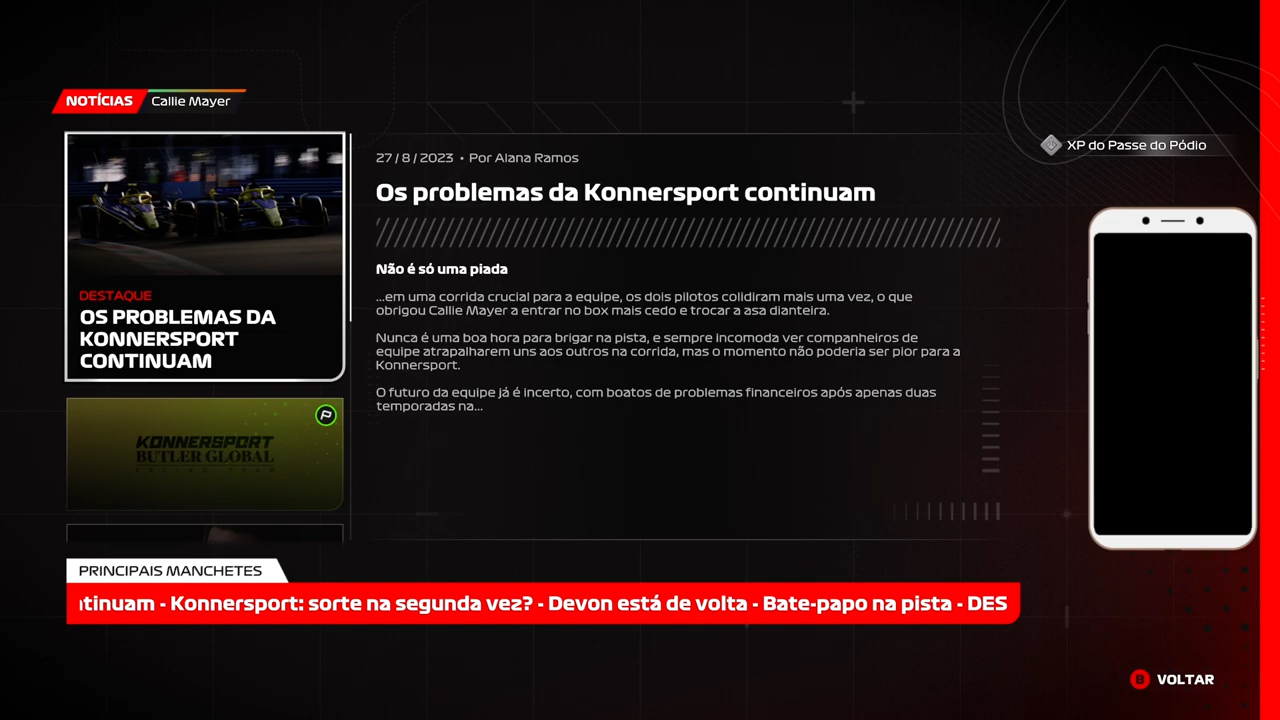 NOTÍCIAS Callie Mayer
DESTAQUE
OS PROBLEMAS DA
KONNERSPORT
CONTINUAM
KONNERSPORT
BUTLER GLOBAL
RACING TEAM
27 / 8 / 2023 • Por Alana Ramos
Os problemas da Konnersport continuam
Não é só uma piada
...em uma corrida crucial para a equipe, os dois pilotos colidiram mais uma vez, o que
obrigou Callie Mayer a entrar no box mais cedo e trocar a asa dianteira.
Nunca é uma boa hora para brigar na pista, e sempre incomoda ver companheiros de
equipe atrapalharem uns aos outros na corrida, mas o momento não poderia ser pior para a
Konnersport.
O futuro da equipe já é incerto, com boatos de problemas financeiros após apenas duas
temporadas na...
XP do Passe do Pódio
PRINCIPAIS MANCHETES
ntinuam - Konnersport: sorte na segunda vez? - Devon está de volta - Bate-papo na pista - DES
B VOLTAR